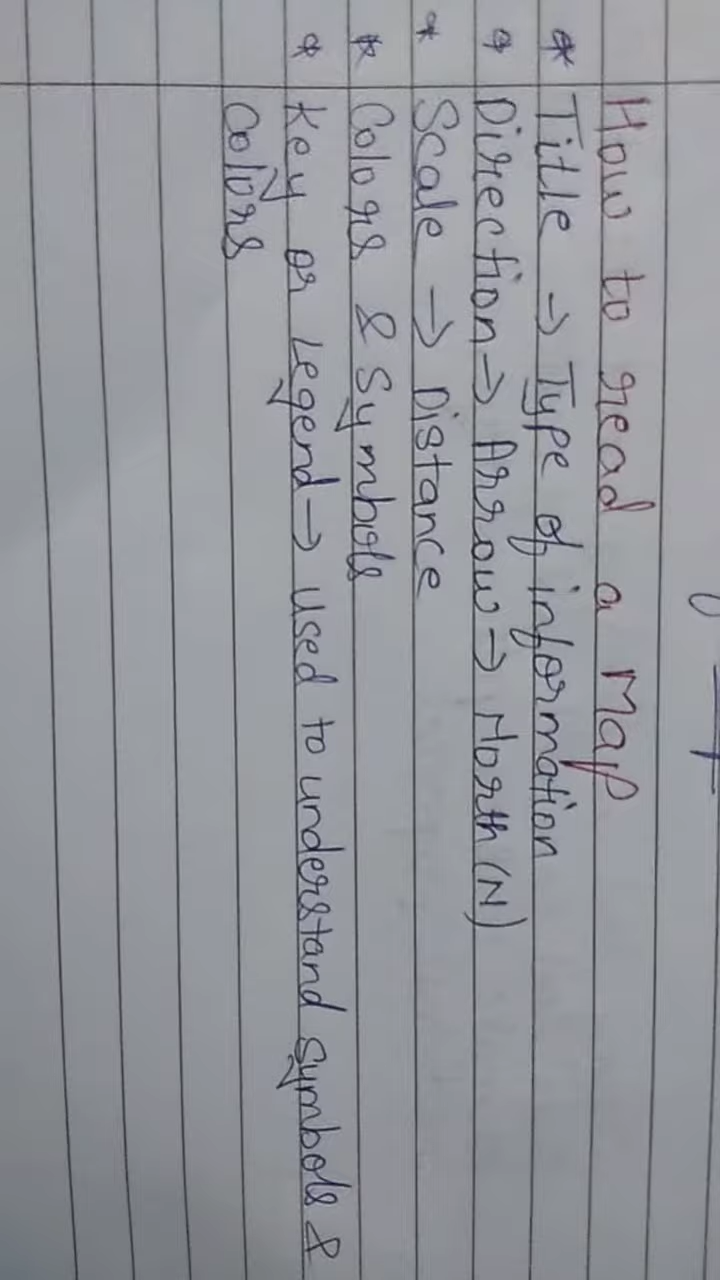 How to read a Map
* Title → Type of information
* Direction → Arrow → North (N)
* Scale → Distance
* Colors & Symbols
* Key or Legend → used to understand symbols &
Colors